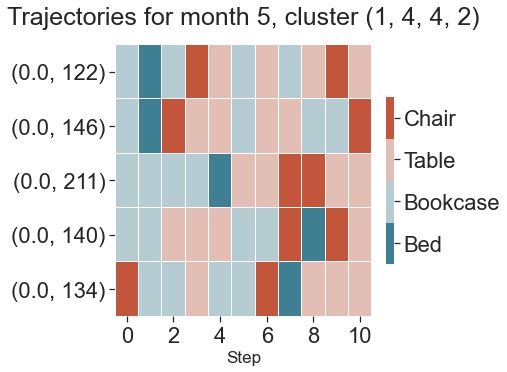 Trajectories for month 5, cluster (1, 4, 4, 2)
(0.0, 122)
(0.0, 146)
(0.0, 211)
(0.0, 140)
(0.0, 134)
0 2 4 6 8 10
Step
Chair
Table
Bookcase
Bed